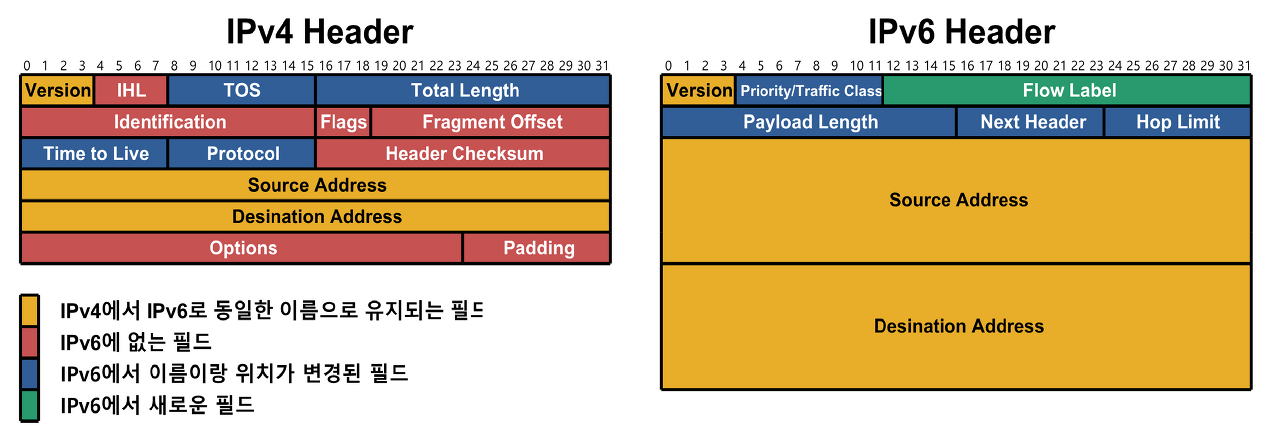 IPv4 Header
0 1 2 3 4 5 6 7 8 9 10 11 12 13 14 15 16 17 18 19 20 21 22 23 24 25 26 27 28 29 30 31
Version IHL TOS Total Length
Identification Flags Fragment Offset
Time to Live Protocol Header Checksum
Source Address
Desination Address
Options Padding
IPv4에서 IPv6로 동일한 이름으로 유지되는 필드
IPv6에 없는 필드
IPv6에서 이름이랑 위치가 변경된 필드
IPv6에서 새로운 필드
IPv6 Header
0 1 2 3 4 5 6 7 8 9 10 11 12 13 14 15 16 17 18 19 20 21 22 23 24 25 26 27 28 29 30 31
Version Priority/Traffic Class Flow Label
Payload Length Next Header Hop Limit
Source Address
Desination Address